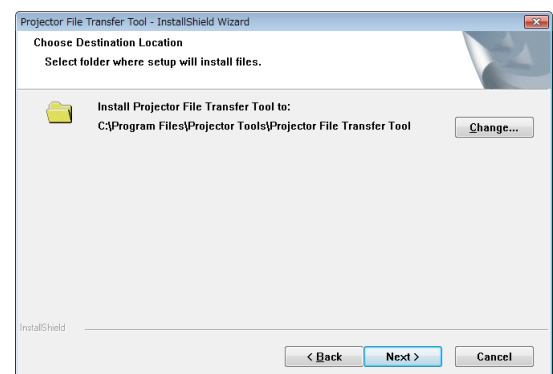 Projector File Transfer Tool - InstallShield Wizard
Choose Destination Location
Select folder where setup will install files.
Install Projector File Transfer Tool to:
C:\Program Files\Projector Tools\Projector File Transfer Tool
Change...
InstallShield
< Back
Next >
Cancel